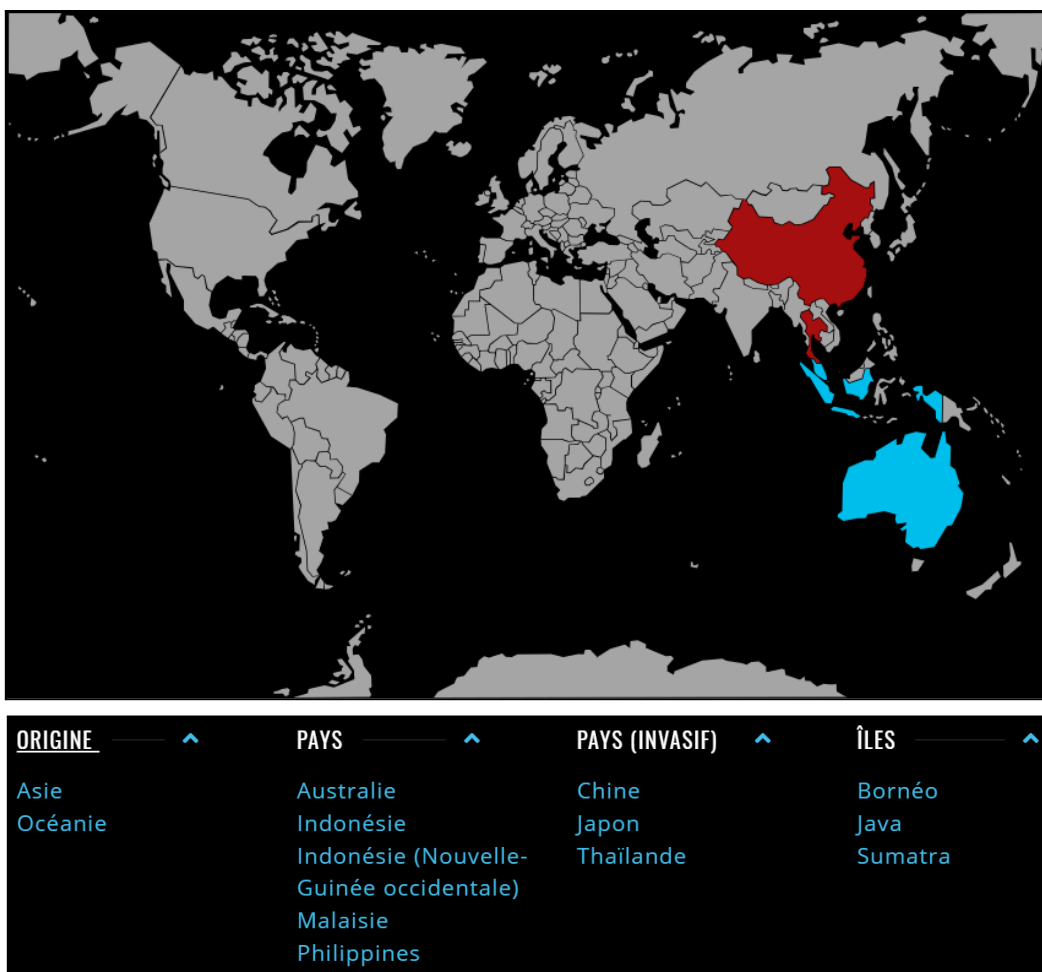 ORIGINE
Asie
Océanie
PAYS
Australie
Indonésie
Indonésie (Nouvelle-
Guinée occidentale)
Malaisie
Philippines
PAYS (INVASIF)
Chine
Japon
Thaïlande
ÎLES
Bornéo
Java
Sumatra